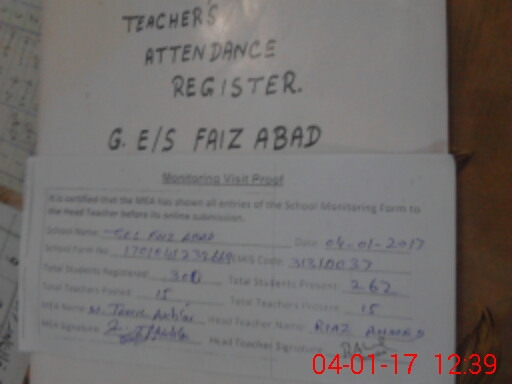 TEACHER'S
ATTENDANCE
REGISTER.
G. E/S FAIZ ABAD
Monitoring Visit Proof
It is certified that the MEA has shown all entries of the School Monitoring Form to
the Head Teacher before its online submission.
School Name: GES FAIZ ABAD Date: 04-01-2017
School Form No: EMIS Code: 31310037
Total Students Registered: 300 Total Students Present: 262
Total Teachers Posted: 15 Total Teachers Present: 15
MEA Name: M. Head Teacher Name: RIAZ AHMED
MEA Signature: Head Teacher Signature:
04-01-17 12:39